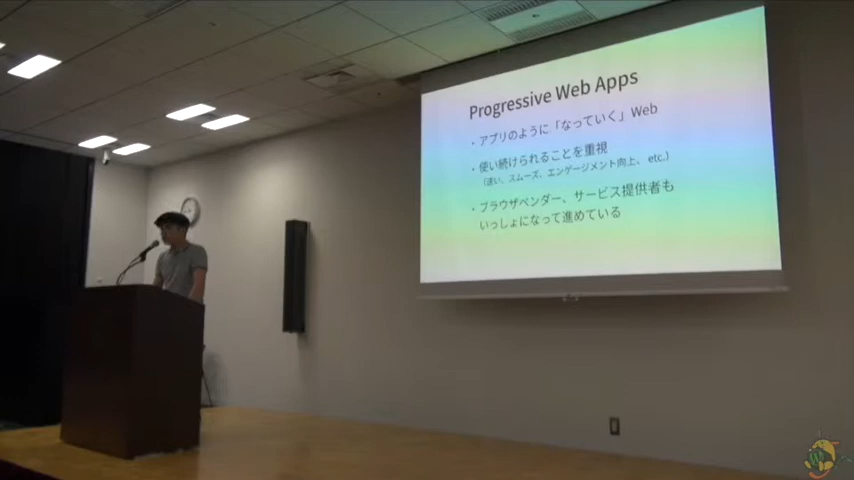 Progressive Web Apps
・アプリのように「なっていく」Web
・使い続けられることを重視
（速い、スムーズ、エンゲージメント向上、etc.）
・ブラウザベンダー、サービス提供者も
いっしょになって進めている